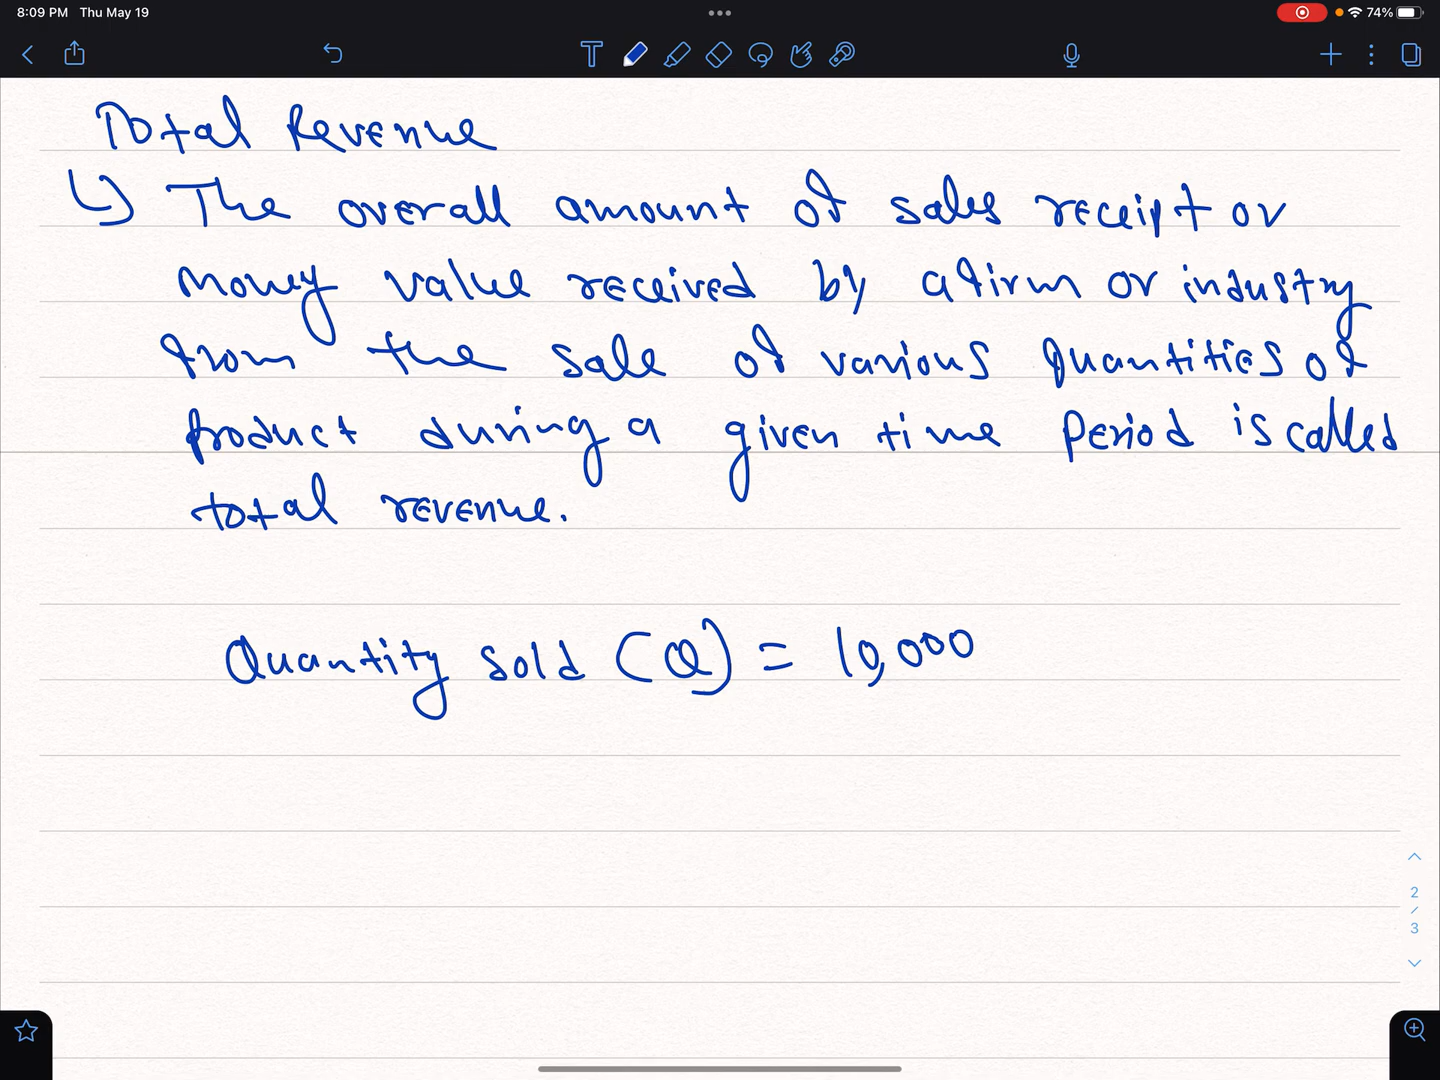 8:09 PM Thu May 19
74%
Total Revenue
The overall amount of sales receipt or
money value received by a firm or industry
from the sale of various quantities of
product during a given time period is called
total revenue.
Quantity sold (Q) = 10,000
2
/
3